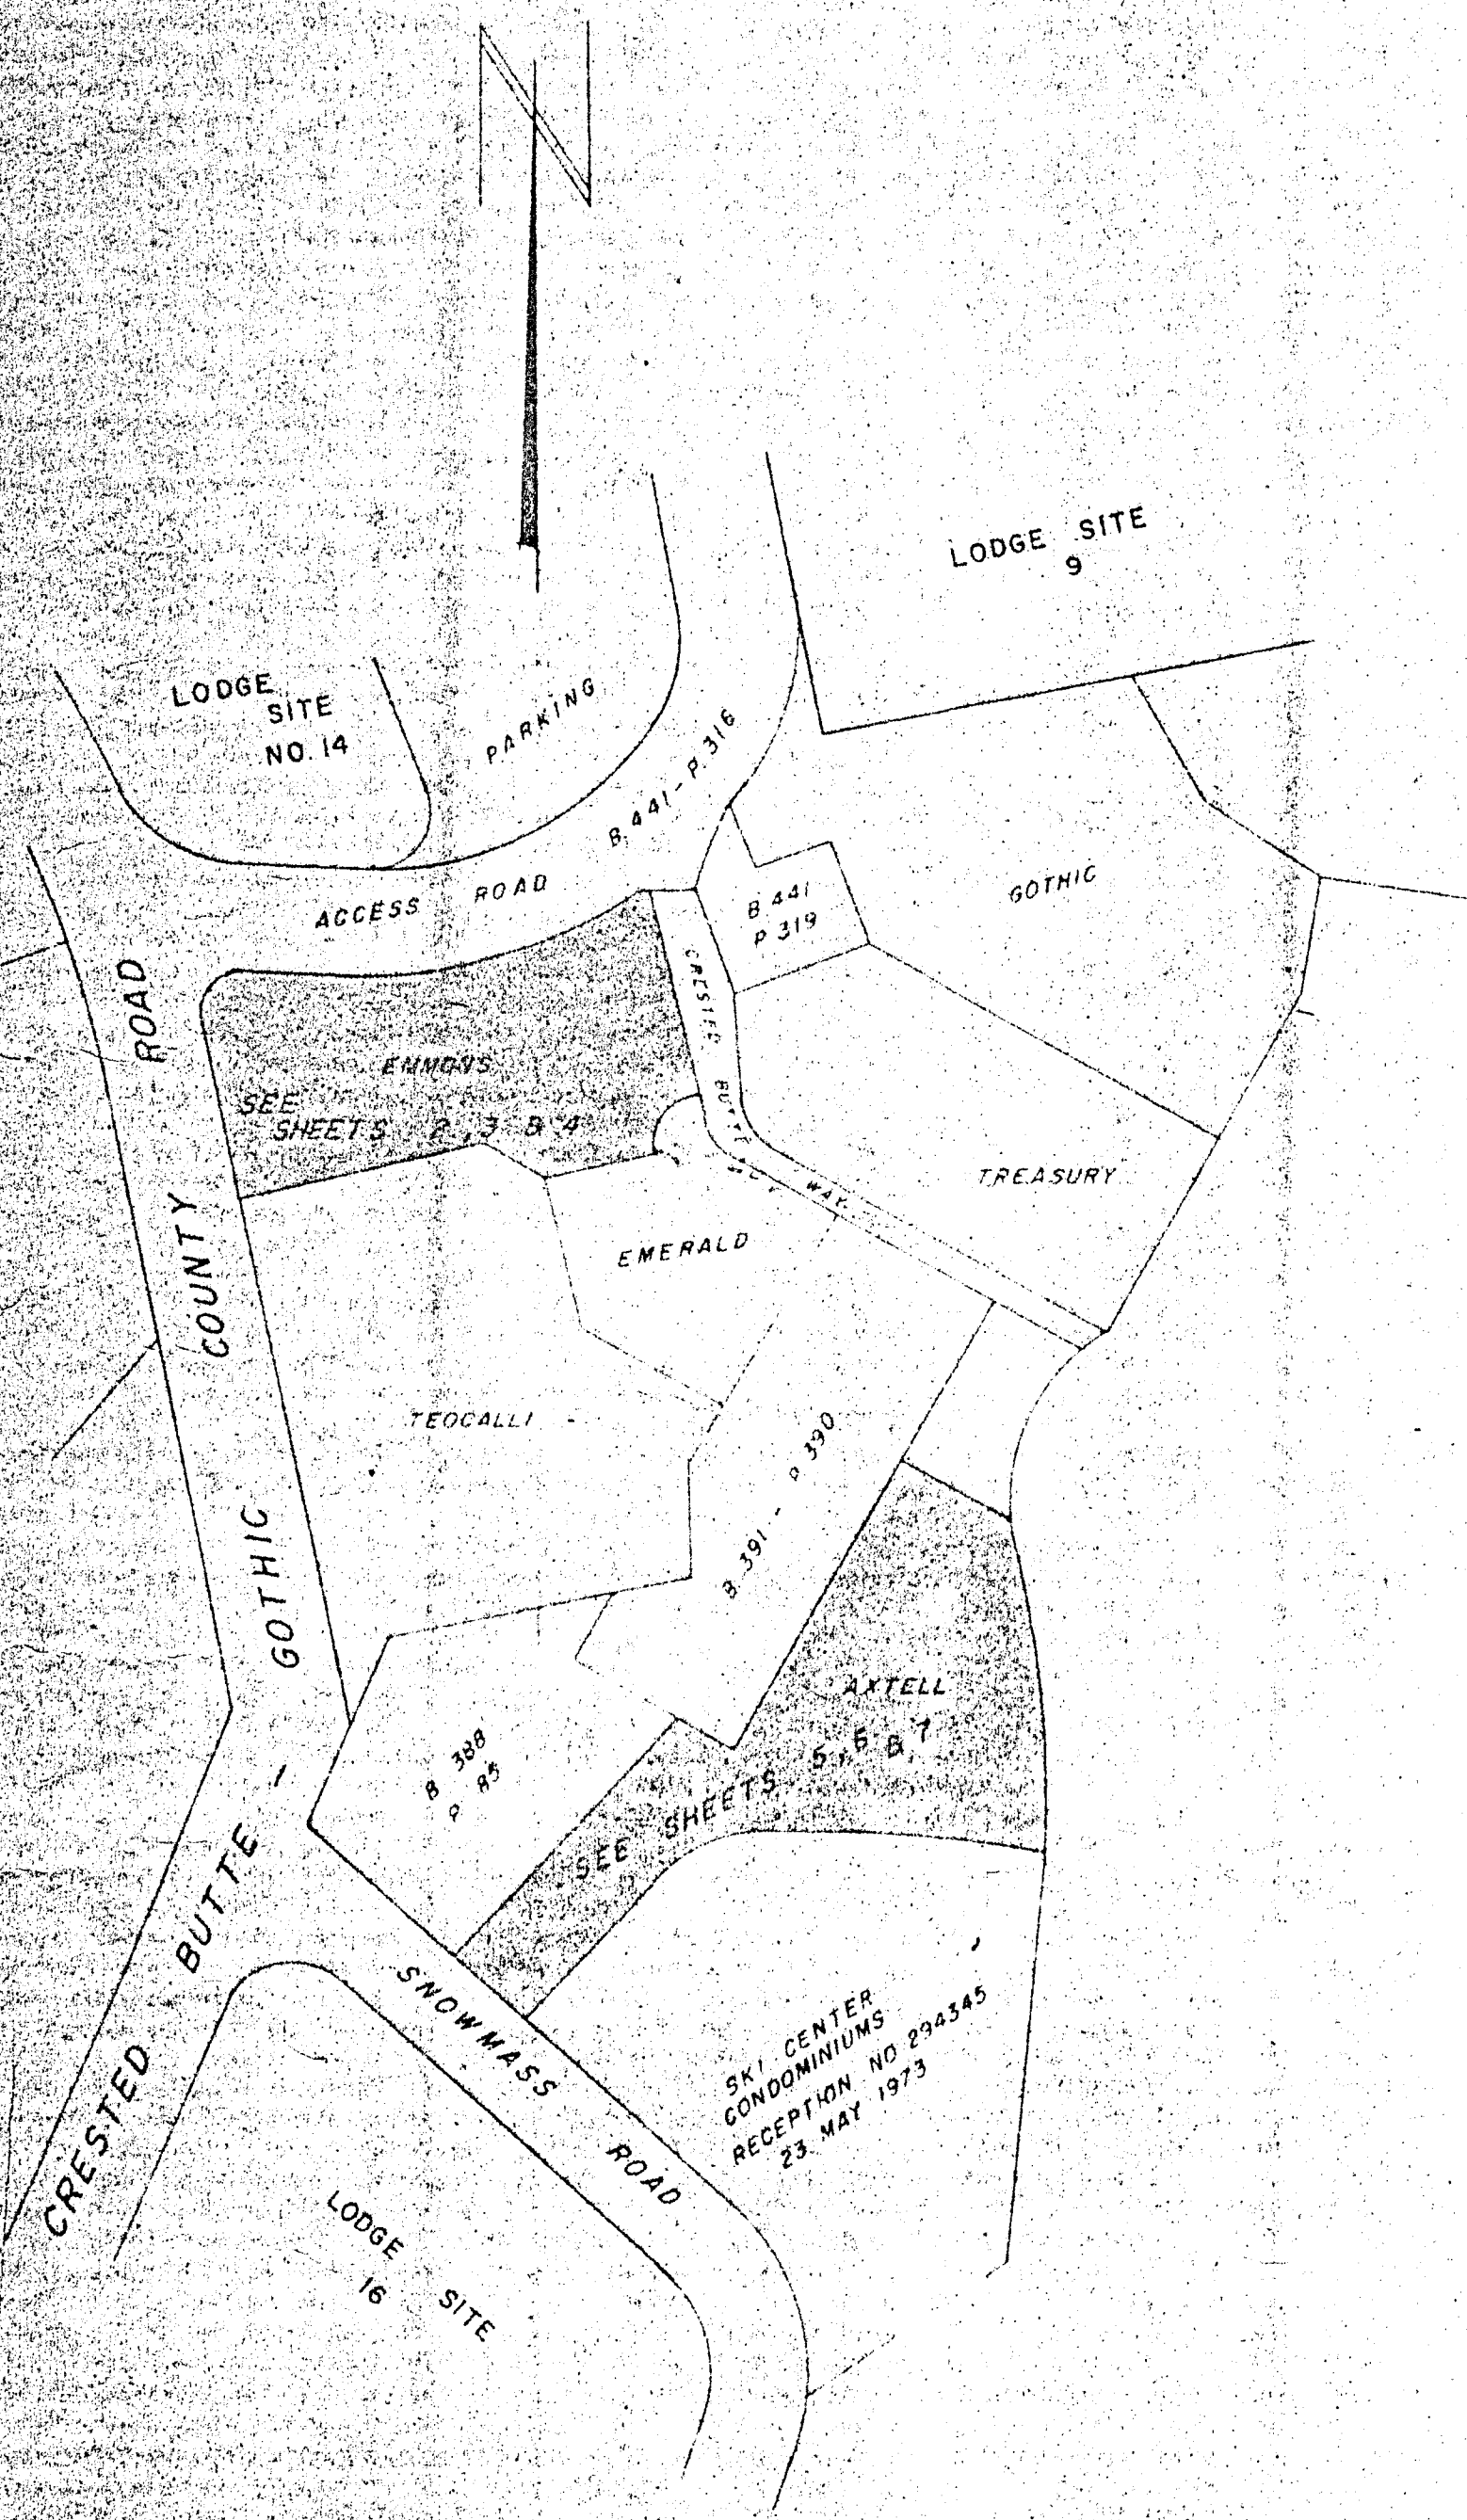 N
LODGE SITE
9
LODGE
SITE
NO. 14
PARKING
B. 441 - P. 316
ACCESS ROAD
B 441
P 319
GOTHIC
CRESTED BUTTE WAY
EMMONS
SEE
SHEETS 2, 3 & 4
TREASURY
EMERALD
TEOCALLI
B 391 - P 390
AXTELL
SEE SHEETS 5, 6 & 7
B 388
P 85
CRESTED BUTTE - GOTHIC COUNTY ROAD
SNOWMASS ROAD
SKI CENTER
CONDOMINIUMS
RECEPTION NO 294345
23 MAY 1973
LODGE SITE
16